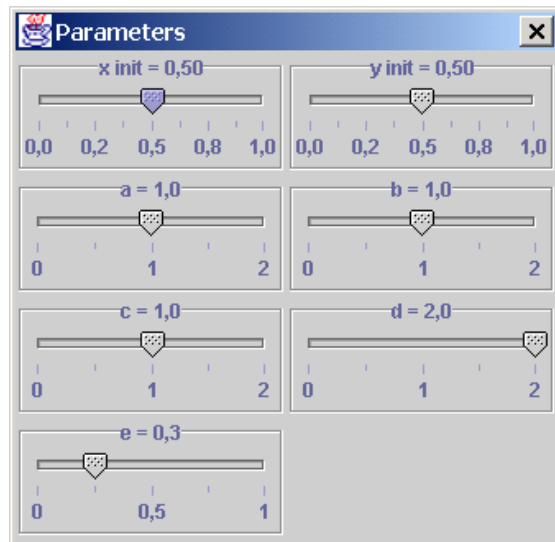 Parameters
x init = 0,50
0,0 0,2 0,5 0,8 1,0
y init = 0,50
0,0 0,2 0,5 0,8 1,0
a = 1,0
0 1 2
b = 1,0
0 1 2
c = 1,0
0 1 2
d = 2,0
0 1 2
e = 0,3
0 0,5 1